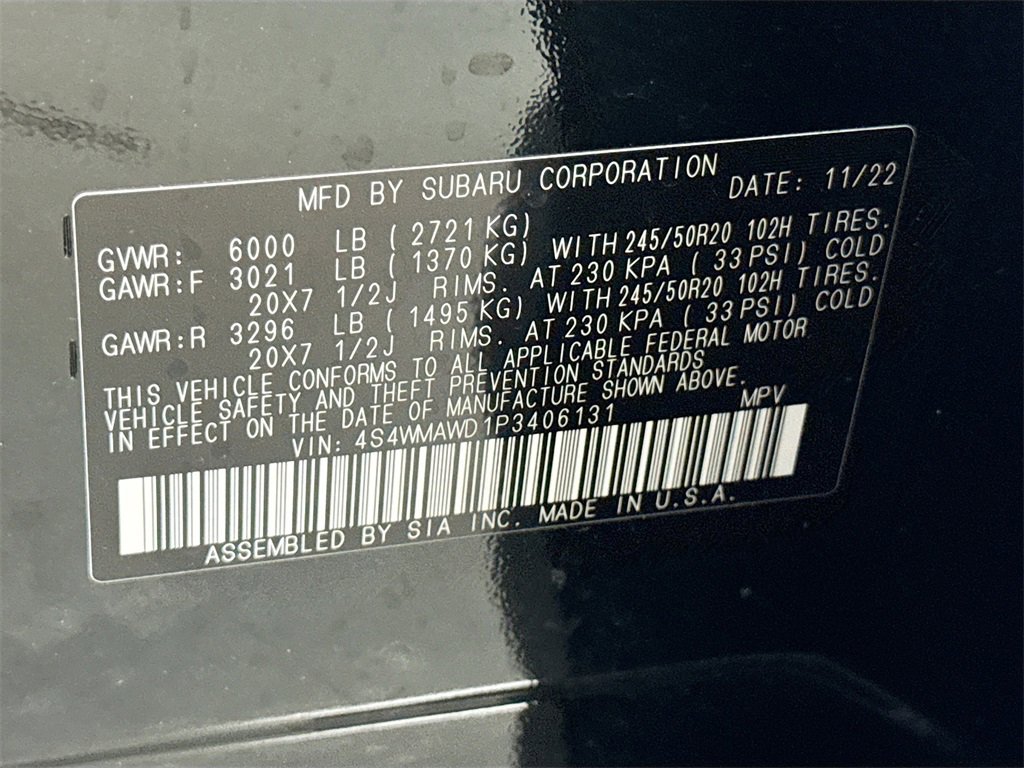 MFD BY SUBARU CORPORATION DATE: 11/22
GVWR: 6000 LB ( 2721 KG)
GAWR:F 3021 LB ( 1370 KG) WITH 245/50R20 102H TIRES.
20X7 1/2J RIMS. AT 230 KPA ( 33 PSI) COLD
GAWR:R 3296 LB ( 1495 KG) WITH 245/50R20 102H TIRES.
20X7 1/2J RIMS. AT 230 KPA ( 33 PSI) COLD
THIS VEHICLE CONFORMS TO ALL APPLICABLE FEDERAL MOTOR
VEHICLE SAFETY AND THEFT PREVENTION STANDARDS
IN EFFECT ON THE DATE OF MANUFACTURE SHOWN ABOVE.
VIN: 4S4WMAWD1P3406131 MPV
ASSEMBLED BY SIA INC. MADE IN U.S.A.